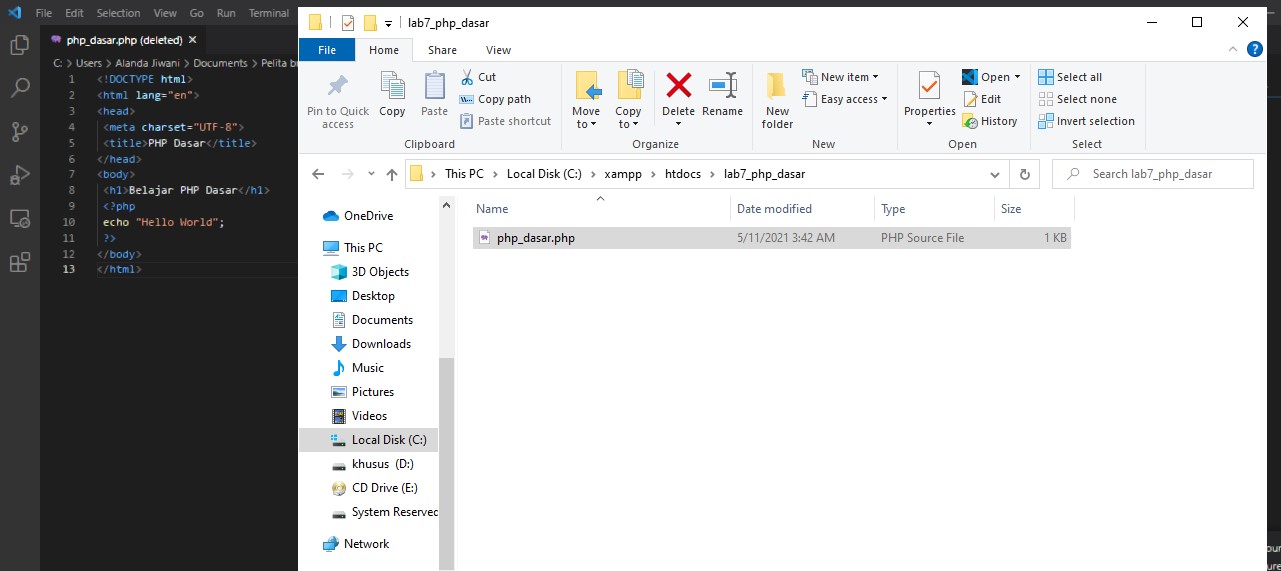 File Edit Selection View Go Run Terminal
php_dasar.php (deleted)
C: > Users > Alanda Jiwani > Documents > Pelita
1 <!DOCTYPE html>
2 <html lang="en">
3 <head>
4 <meta charset="UTF-8">
5 <title>PHP Dasar</title>
6 </head>
7 <body>
8 <h1>Belajar PHP Dasar</h1>
9 <?php
10 echo "Hello World";
11 ?>
12 </body>
13 </html>
lab7_php_dasar
File Home Share View
Pin to Quick access
Copy
Paste
Cut
Copy path
Paste shortcut
Clipboard
Move to
Copy to
Delete
Rename
Organize
New folder
New item
Easy access
New
Properties
Open
Edit
History
Open
Select all
Select none
Invert selection
Select
This PC > Local Disk (C:) > xampp > htdocs > lab7_php_dasar
Search lab7_php_dasar
OneDrive
This PC
3D Objects
Desktop
Documents
Downloads
Music
Pictures
Videos
Local Disk (C:)
khusus (D:)
CD Drive (E:)
System Reserved
Network
Name Date modified Type Size
php_dasar.php 5/11/2021 3:42 AM PHP Source File 1 KB